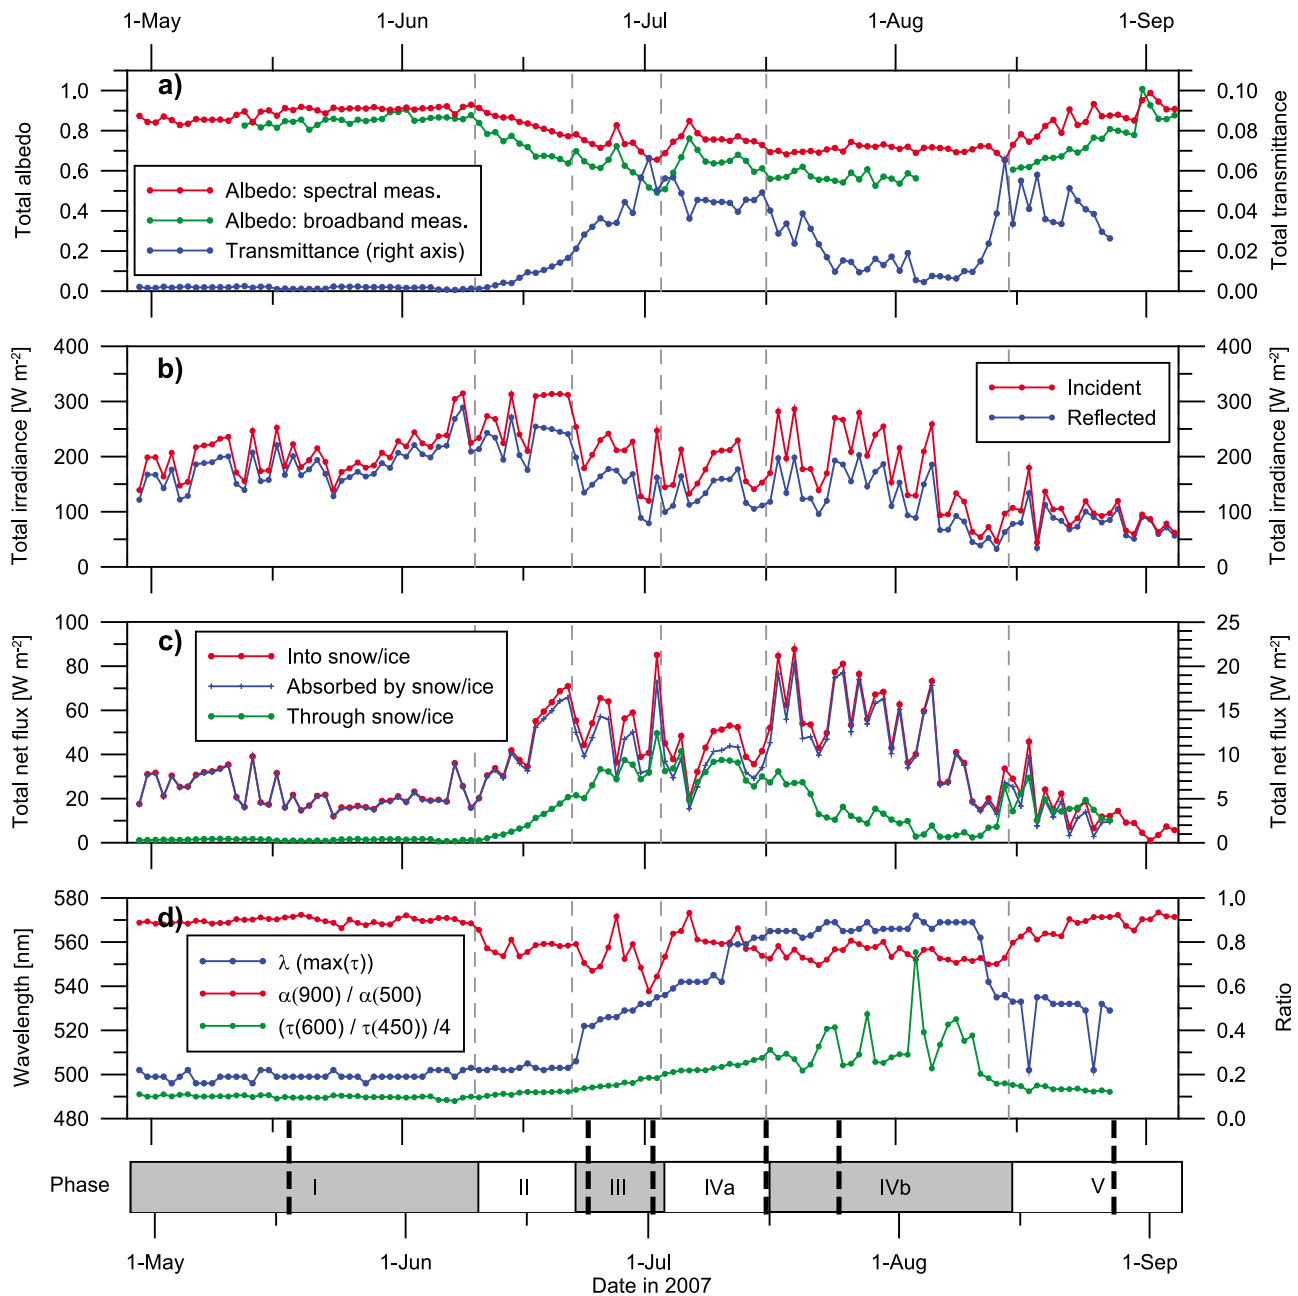 1-May 1-Jun 1-Jul 1-Aug 1-Sep
a)
Total albedo
1.0
0.8
0.6
0.4
0.2
0.0
Albedo: spectral meas.
Albedo: broadband meas.
Transmittance (right axis)
0.10
0.08
0.06
0.04
0.02
0.00
Total transmittance
b)
Total irradiance [W m-2]
400
300
200
100
0
Incident
Reflected
400
300
200
100
0
Total irradiance [W m-2]
c)
Total net flux [W m-2]
100
80
60
40
20
0
Into snow/ice
Absorbed by snow/ice
Through snow/ice
25
20
15
10
5
0
Total net flux [W m-2]
d)
Wavelength [nm]
580
560
540
520
500
480
λ (max(τ))
α(900) / α(500)
(τ(600) / τ(450)) /4
1.0
0.8
0.6
0.4
0.2
0.0
Ratio
Phase I II III IVa IVb V
1-May 1-Jun 1-Jul 1-Aug 1-Sep
Date in 2007